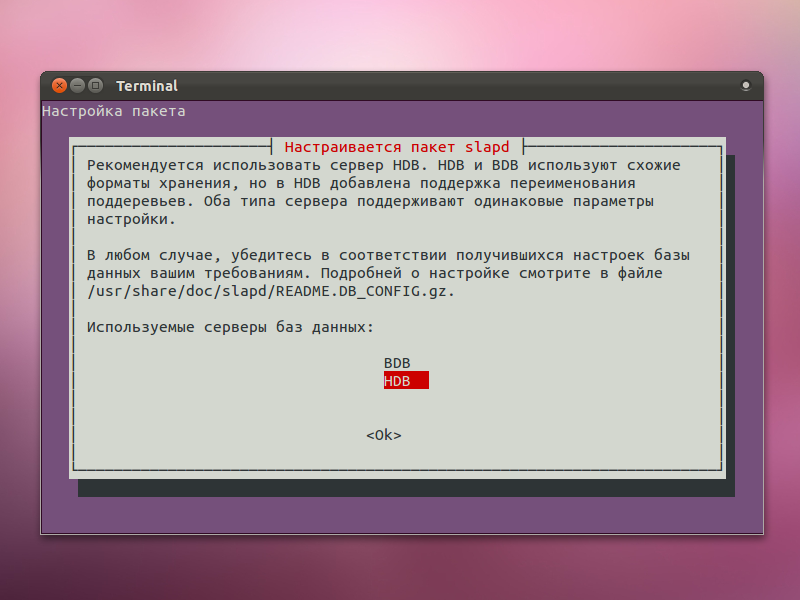 Terminal
Настройка пакета
Настраивается пакет slapd
Рекомендуется использовать сервер HDB. HDB и BDB используют схожие
форматы хранения, но в HDB добавлена поддержка переименования
поддеревьев. Оба типа сервера поддерживают одинаковые параметры
настройки.
В любом случае, убедитесь в соответствии получившихся настроек базы
данных вашим требованиям. Подробней о настройке смотрите в файле
/usr/share/doc/slapd/README.DB_CONFIG.gz.
Используемые серверы баз данных:
BDB
HDB
<Ok>